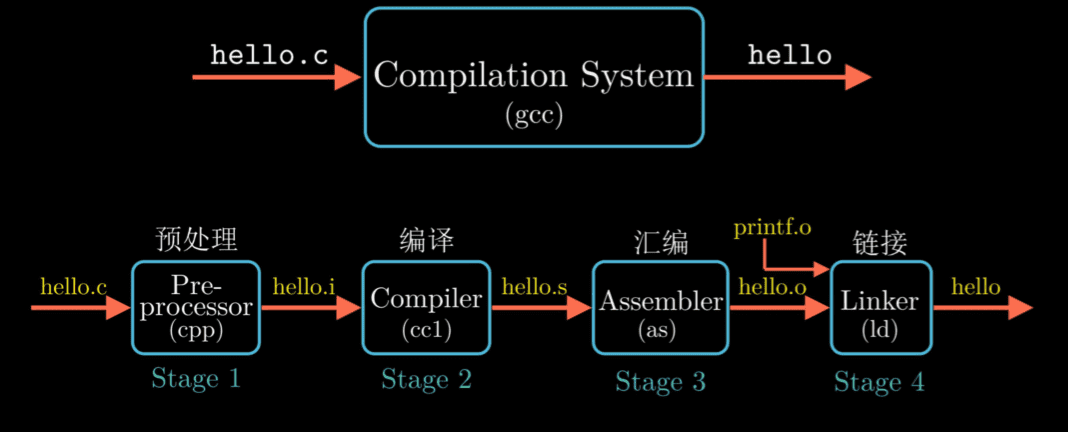 hello.c
Compilation System
(gcc)
hello
预处理
编译
汇编
printf.o
链接
hello.c
Pre-
processor
(cpp)
hello.i
Compiler
(cc1)
hello.s
Assembler
(as)
hello.o
Linker
(ld)
hello
Stage 1
Stage 2
Stage 3
Stage 4